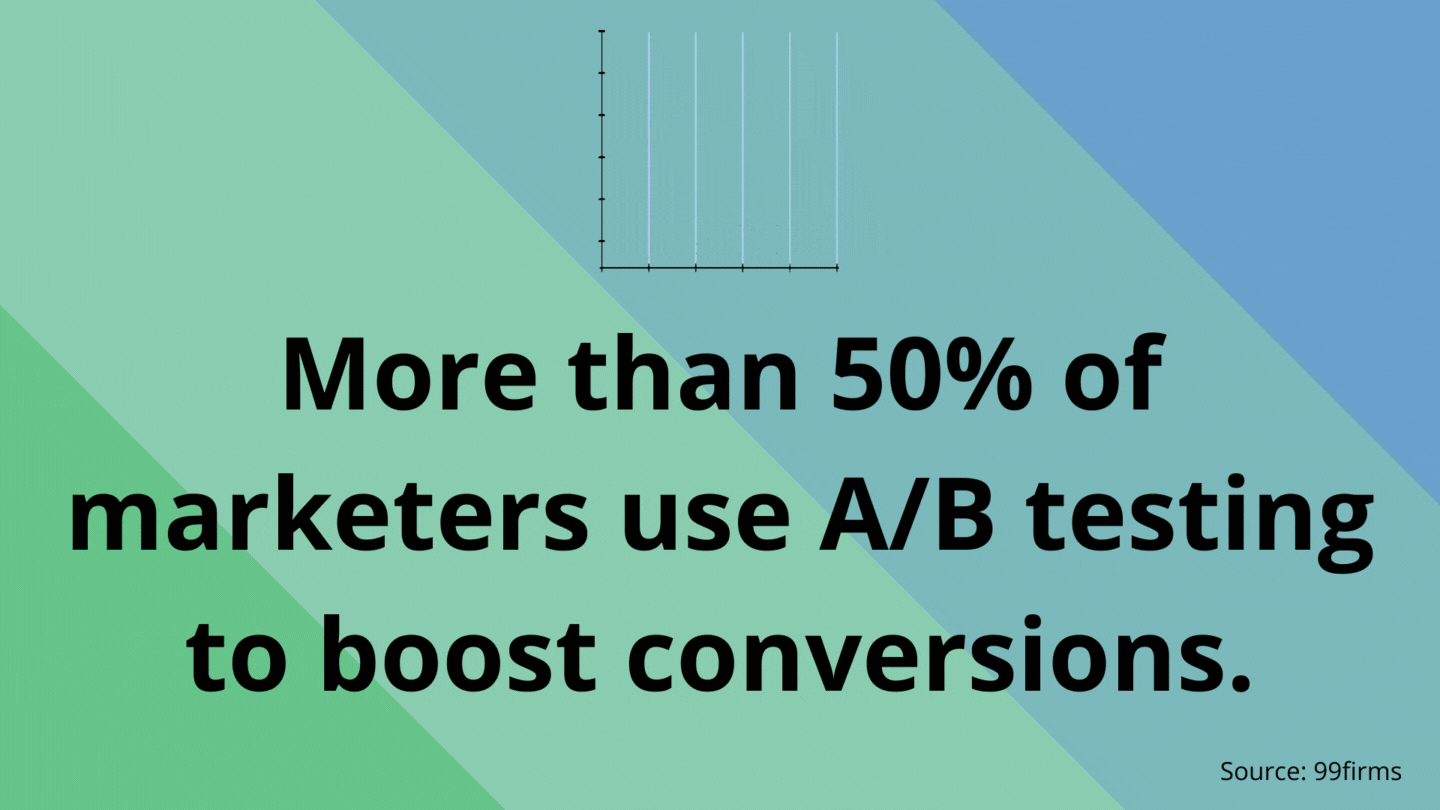 More than 50% of
marketers use A/B testing
to boost conversions.
Source: 99firms